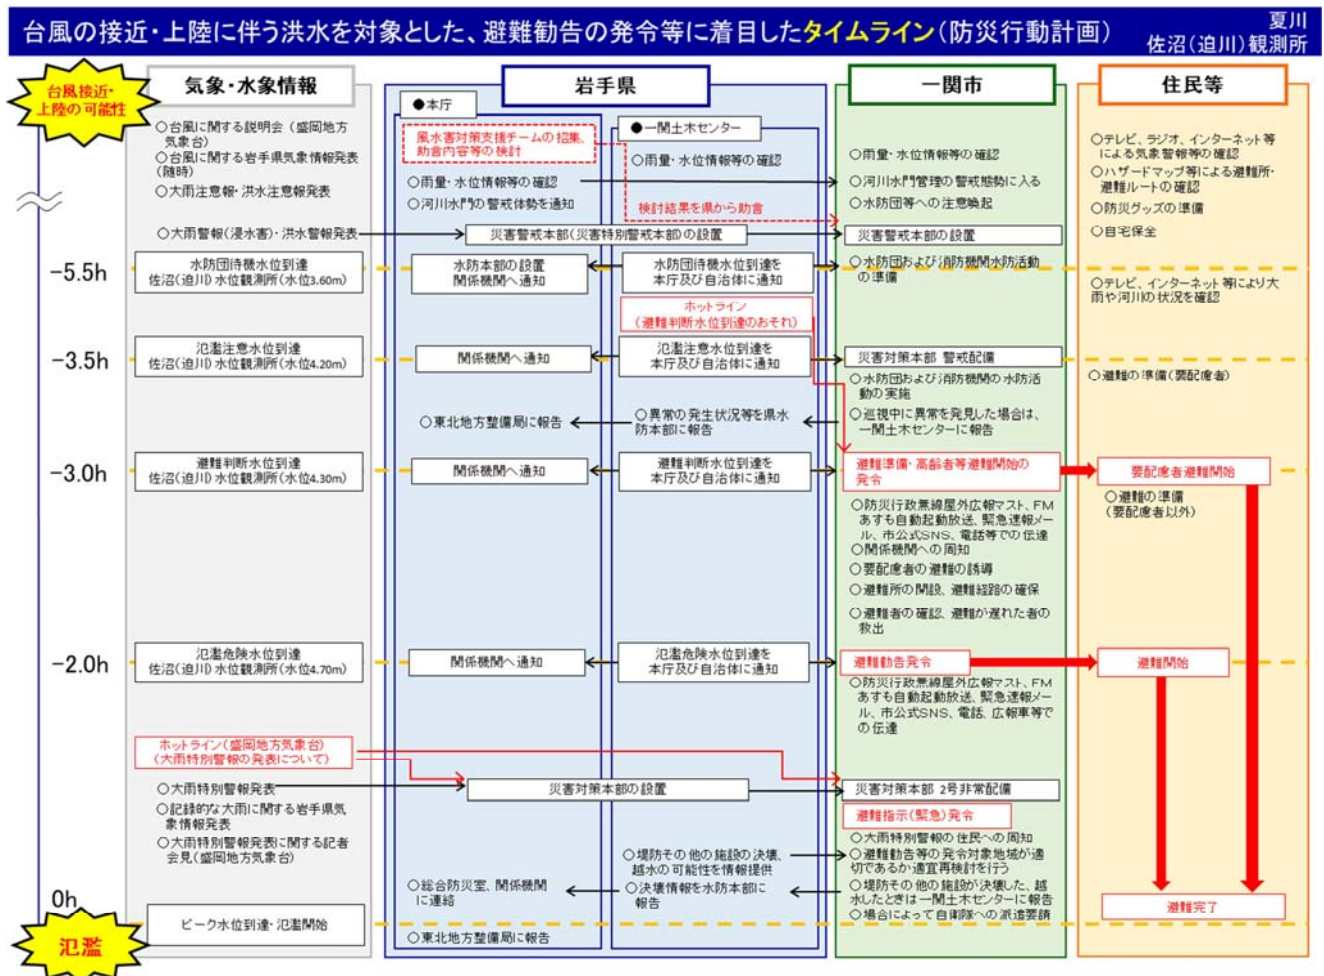 台風の接近・上陸に伴う洪水を対象とした、避難勧告の発令等に着目したタイムライン(防災行動計画)
夏川
佐沼(迫川)観測所
台風接近・
上陸の可能性
気象・水象情報
岩手県
一関市
住民等
○台風に関する説明会(盛岡地方
気象台)
○台風に関する岩手県気象情報発表
(随時)
○大雨注意報・洪水注意報発表
○大雨警報(浸水害)・洪水警報発表
●本庁
風水害対策支援チームの招集、
助言内容等の検討
○雨量・水位情報等の確認
○河川水門の警戒体勢を通知
●一関土木センター
○雨量・水位情報等の確認
検討結果を県から助言
災害警戒本部(災害特別警戒本部)の設置
○雨量・水位情報等の確認
○河川水門管理の警戒態勢に入る
○水防団等への注意喚起
災害警戒本部の設置
○テレビ、ラジオ、インターネット等
による気象警報等の確認
○ハザードマップ等による避難所・
避難ルートの確認
○防災グッズの準備
○自宅保全
-5.5h
水防団待機水位到達
佐沼(迫川)水位観測所(水位3.60m)
水防本部の設置
関係機関へ通知
水防団待機水位到達を
本庁及び自治体に通知
○水防団および消防機関水防活動
の準備
○テレビ、インターネット等により大
雨や河川の状況を確認
ホットライン
(避難判断水位到達のおそれ)
-3.5h
氾濫注意水位到達
佐沼(迫川)水位観測所(水位4.20m)
関係機関へ通知
氾濫注意水位到達を
本庁及び自治体に通知
災害対策本部 警戒配備
○避難の準備(要配慮者)
○水防団および消防機関の水防活
動の実施
○東北地方整備局に報告
○異常の発生状況等を県水
防本部に報告
○巡視中に異常を発見した場合は、
一関土木センターに報告
-3.0h
避難判断水位到達
佐沼(迫川)水位観測所(水位4.30m)
関係機関へ通知
避難判断水位到達を
本庁及び自治体に通知
避難準備・高齢者等避難開始の
発令
要配慮者避難開始
○避難の準備
(要配慮者以外)
○防災行政無線屋外広報マスト、FM
あすも自動起動放送、緊急速報メー
ル、市公式SNS、電話等での伝達
○関係機関への周知
○要配慮者の避難の誘導
○避難所の開設、避難経路の確保
○避難者の確認、避難が遅れた者の
救出
-2.0h
氾濫危険水位到達
佐沼(迫川)水位観測所(水位4.70m)
関係機関へ通知
氾濫危険水位到達を
本庁及び自治体に通知
避難勧告発令
避難開始
○防災行政無線屋外広報マスト、FM
あすも自動起動放送、緊急速報メー
ル、市公式SNS、電話、広報車等で
の伝達
ホットライン(盛岡地方気象台)
(大雨特別警報の発表について)
○大雨特別警報発表
○記録的な大雨に関する岩手県気
象情報発表
○大雨特別警報発表に関する記者
会見(盛岡地方気象台)
災害対策本部の設置
災害対策本部 2号非常配備
避難指示(緊急)発令
○大雨特別警報の住民への周知
○堤防その他の施設の決壊、
越水の可能性を情報提供
○避難勧告等の発令対象地域が適
切であるか適宜再検討を行う
○総合防災室、関係機関
に連絡
○決壊情報を水防本部に
報告
○堤防その他の施設が決壊した、越
水したときは一関土木センターに報告
○場合によって自衛隊への派遣要請
0h
ピーク水位到達・氾濫開始
避難完了
氾濫
○東北地方整備局に報告